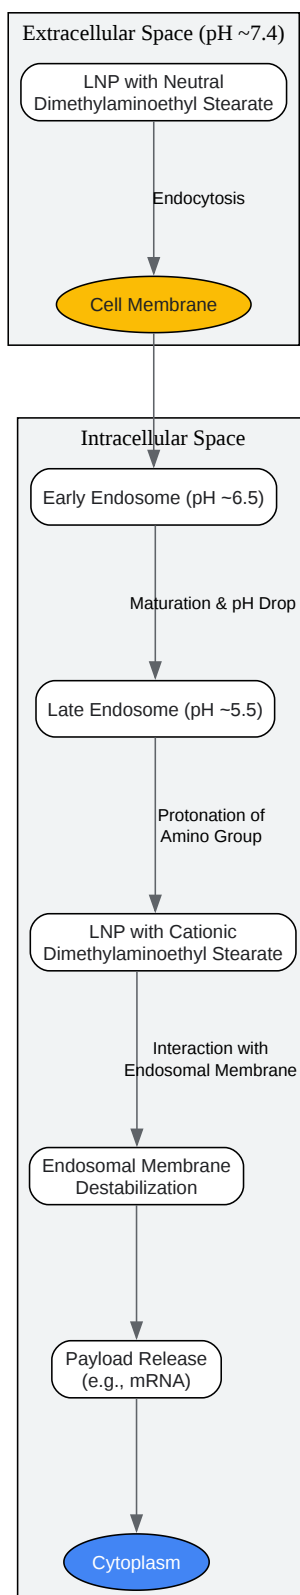 Extracellular Space (pH ~7.4)
LNP with Neutral
Dimethylaminoethyl Stearate
Endocytosis
Cell Membrane
Intracellular Space
Early Endosome (pH ~6.5)
Maturation & pH Drop
Late Endosome (pH ~5.5)
Protonation of
Amino Group
LNP with Cationic
Dimethylaminoethyl Stearate
Interaction with
Endosomal Membrane
Endosomal Membrane
Destabilization
Payload Release
(e.g., mRNA)
Cytoplasm